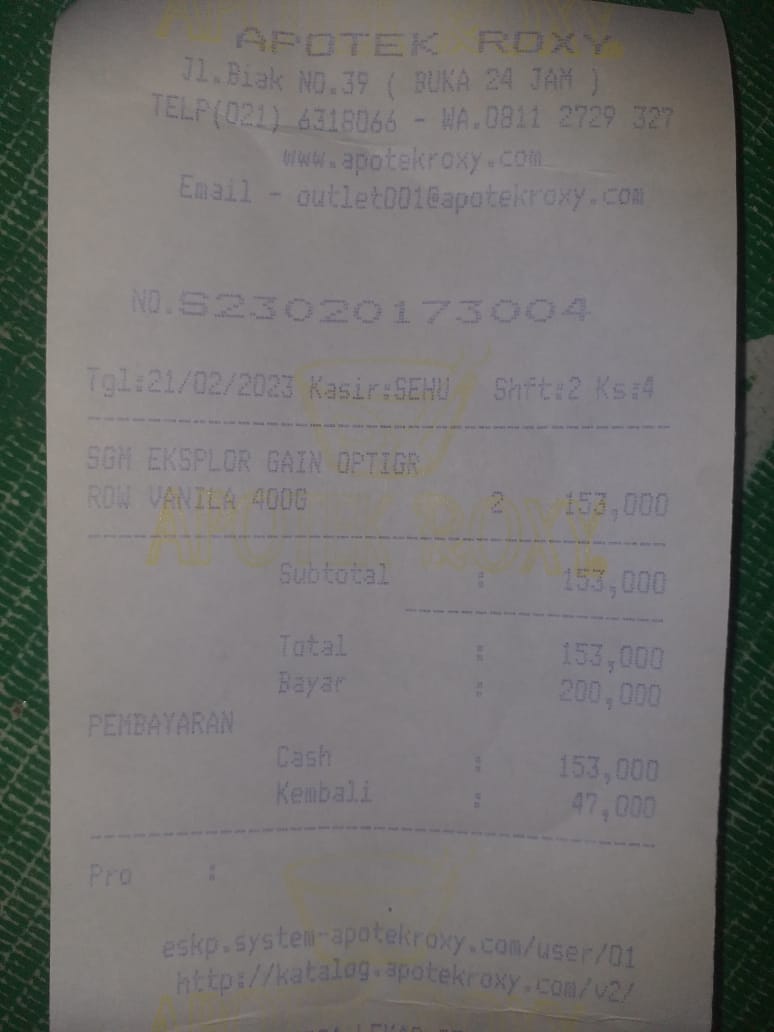 APOTEK ROXY
Jl.Biak NO.39 ( BUKA 24 JAM )
TELP(021) 6318066 - WA.0811 2729 327
www.apotekroxy.com
Email - outlet001@apotekroxy.com
NO.S23020173004
Tgl:21/02/2023 Kasir:SEHU Shft:2 Ks:4
SGM EKSPLOR GAIN OPTIGR
ROW VANILA 400G 2 153,000
APOTEK ROXY
Subtotal : 153,000
Total : 153,000
Bayar : 200,000
PEMBAYARAN
Cash : 153,000
Kembali : 47,000
Pro :
eskp.system-apotekroxy.com/user/01
http://katalog.apotekroxy.com/v2/